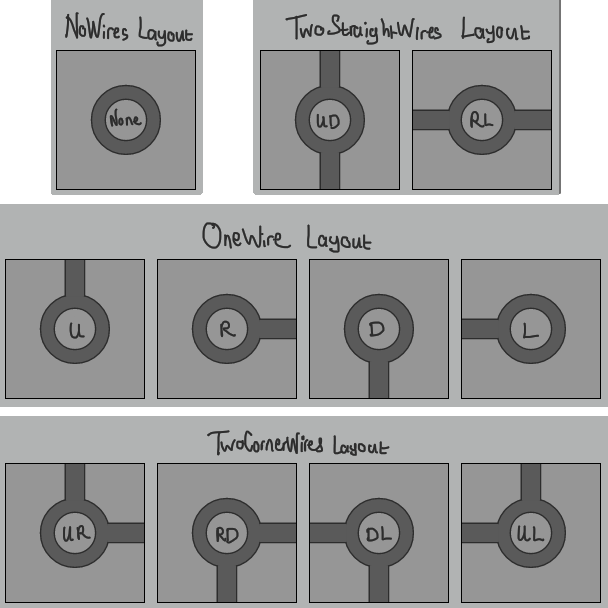 NoWires Layout
TwoStraightWires Layout
None
UD
RL
OneWire Layout
U
R
D
L
TwoCornerWires Layout
UR
RD
DL
UL